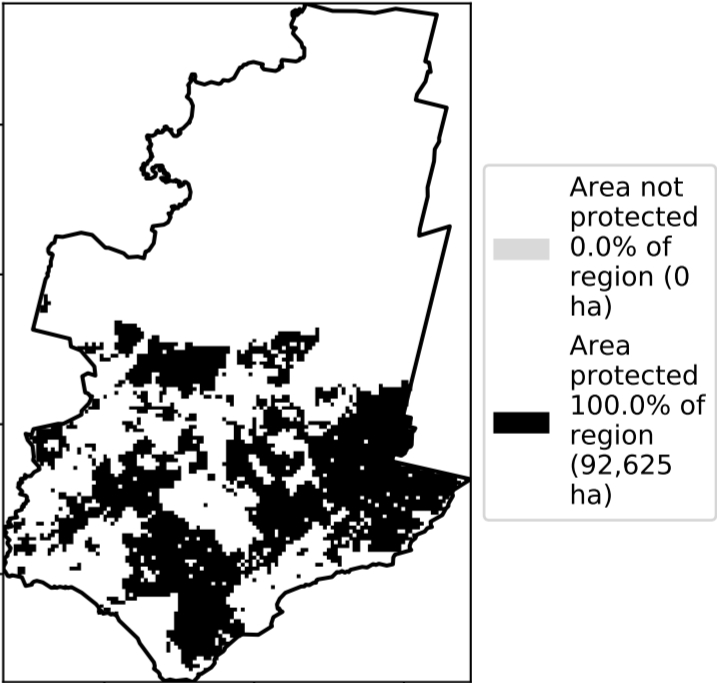 Area not
protected
0.0% of
region (0
ha)
Area
protected
100.0% of
region
(92,625
ha)